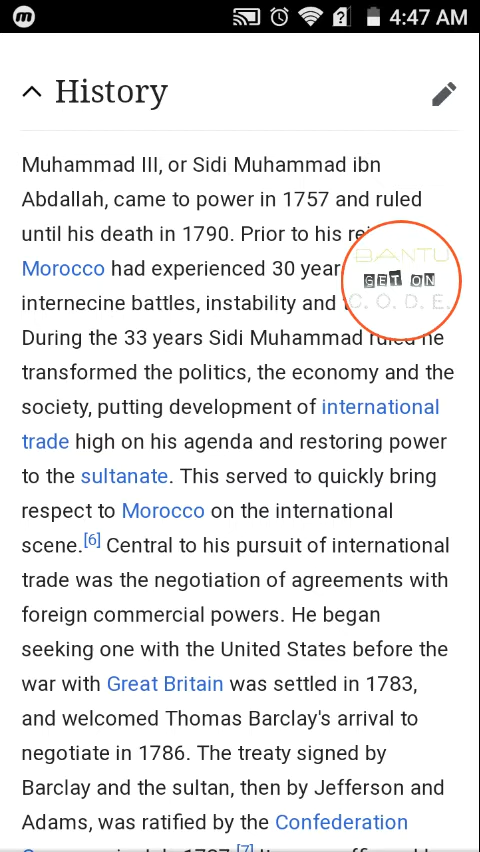 4:47 AM
History
Muhammad III, or Sidi Muhammad ibn
Abdallah, came to power in 1757 and ruled
until his death in 1790. Prior to his
Morocco had experienced 30
internecine battles, instability and
During the 33 years Sidi Muhammad ruled he
transformed the politics, the economy and the
society, putting development of international
trade high on his agenda and restoring power
to the sultanate. This served to quickly bring
respect to Morocco on the international
scene.[6] Central to his pursuit of international
trade was the negotiation of agreements with
foreign commercial powers. He began
seeking one with the United States before the
war with Great Britain was settled in 1783,
and welcomed Thomas Barclay's arrival to
negotiate in 1786. The treaty signed by
Barclay and the sultan, then by Jefferson and
Adams, was ratified by the Confederation
BANTU
GET ON
C. O. D. E.